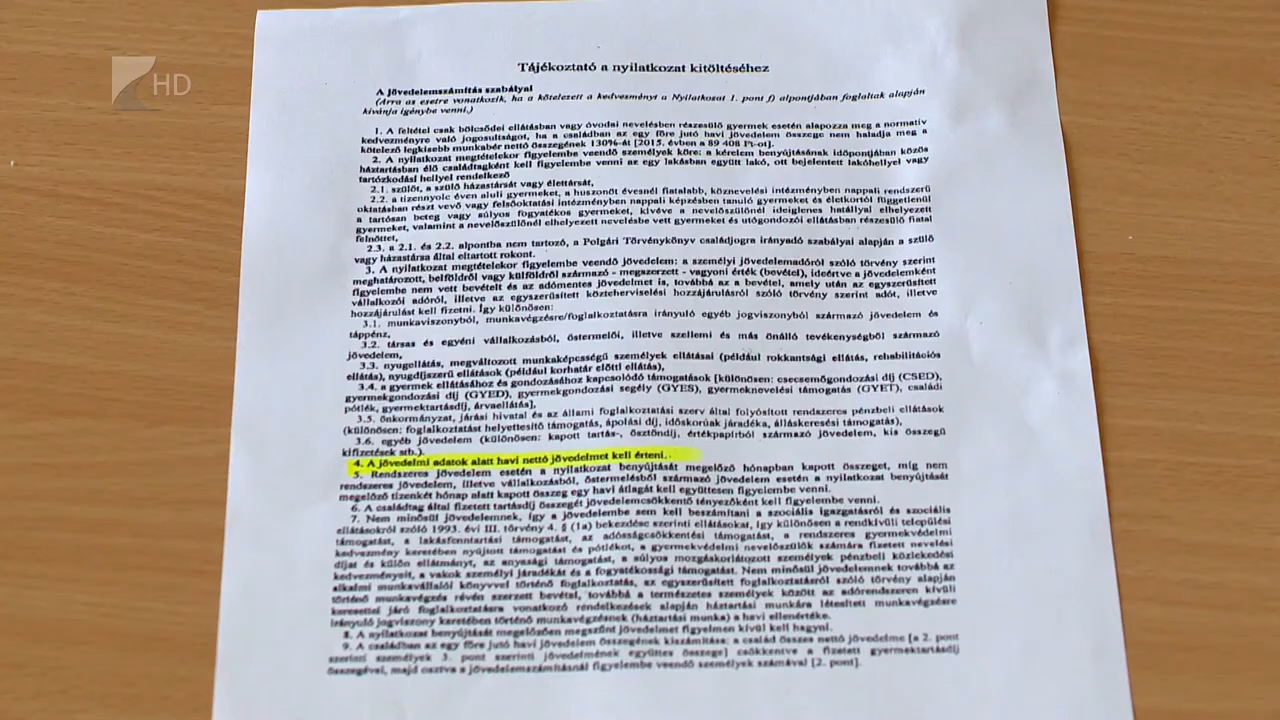 HD
Tájékoztató a nyilatkozat kitöltéséhez
A jövedelemszámítás szabályai
(Arra az esetre vonatkozik, ha a kötelezett a kedvezményt a Nyilatkozat 1. pont f) alpontjában foglaltak alapján
kívánja igénybe venni.)
1. A feltétel csak bölcsődei ellátásban vagy óvodai nevelésben részesülő gyermek esetén alapozza meg a normatív
kedvezményre való jogosultságot, ha a családban az egy főre jutó havi jövedelem összege nem haladja meg a
kötelező legkisebb munkabér nettó összegének 130%-át [2015. évben a 89 408 Ft-ot].
2. A nyilatkozat megtételekor figyelembe veendő személyek köre: a kérelem benyújtásának időpontjában közös
háztartásban élő családtagként kell figyelembe venni az egy lakásban együtt lakó, ott bejelentett lakóhellyel vagy
tartózkodási hellyel rendelkező
2.1. szülőt, a szülő házastársát vagy élettársát,
2.2. a tizennyolc éven aluli gyermeket, a huszonöt évesnél fiatalabb, köznevelési intézményben nappali rendszerű
oktatásban részt vevő vagy felsőoktatási intézményben nappali képzésben tanuló gyermeket és életkortól függetlenül
a tartósan beteg vagy súlyos fogyatékos gyermeket, kivéve a nevelőszülőnél ideiglenes hatállyal elhelyezett
gyermeket, valamint a nevelőszülőnél elhelyezett nevelésbe vett gyermeket és utógondozói ellátásban részesülő fiatal
felnőttet,
2.3. a 2.1. és 2.2. alpontba nem tartozó, a Polgári Törvénykönyv családjogra irányadó szabályai alapján a szülő
vagy házastársa által eltartott rokont.
3. A nyilatkozat megtételekor figyelembe veendő jövedelem: a személyi jövedelemadóról szóló törvény szerint
meghatározott, belföldről vagy külföldről származó - megszerzett - vagyoni érték (bevétel), ideértve a jövedelemként
figyelembe nem vett bevételt és az adómentes jövedelmet is, továbbá az a bevétel, amely után az egyszerűsített
vállalkozói adóról, illetve az egyszerűsített közteherviselési hozzájárulásról szóló törvény szerint adót, illetve
hozzájárulást kell fizetni. Így különösen:
3.1. munkaviszonyból, munkavégzésre/foglalkoztatásra irányuló egyéb jogviszonyból származó jövedelem és
táppénz,
3.2. társas és egyéni vállalkozásból, őstermelői, illetve szellemi és más önálló tevékenységből származó
jövedelem,
3.3. nyugellátás, megváltozott munkaképességű személyek ellátásai (például rokkantsági ellátás, rehabilitációs
ellátás), nyugdíjszerű ellátások (például korhatár előtti ellátás),
3.4. a gyermek ellátásához és gondozásához kapcsolódó támogatások [különösen: csecsemőgondozási díj (CSED),
gyermekgondozási díj (GYED), gyermekgondozási segély (GYES), gyermeknevelési támogatás (GYET), családi
pótlék, gyermektartásdíj, árvaellátás],
3.5. önkormányzat, járási hivatal és az állami foglalkoztatási szerv által folyósított rendszeres pénzbeli ellátások
(különösen: foglalkoztatást helyettesítő támogatás, ápolási díj, időskorúak járadéka, álláskeresési támogatás),
3.6. egyéb jövedelem (különösen: kapott tartás-, ösztöndíj, értékpapírból származó jövedelem, kis összegű
kifizetések stb.).
4. A jövedelmi adatok alatt havi nettó jövedelmet kell érteni.
5. Rendszeres jövedelem esetén a nyilatkozat benyújtását megelőző hónapban kapott összeget, míg nem
rendszeres jövedelem, illetve vállalkozásból, őstermelésből származó jövedelem esetén a nyilatkozat benyújtását
megelőző tizenkét hónap alatt kapott összeg egy havi átlagát kell együttesen figyelembe venni.
6. A családtag által fizetett tartásdíj összegét jövedelemcsökkentő tényezőként kell figyelembe venni.
7. Nem minősül jövedelemnek, így a jövedelembe sem kell beszámítani a szociális igazgatásról és szociális
ellátásokról szóló 1993. évi III. törvény 4. § (1a) bekezdése szerinti ellátásokat, így különösen a rendkívüli települési
támogatást, a lakásfenntartási támogatást, az adósságcsökkentési támogatást, a rendszeres gyermekvédelmi
kedvezmény keretében nyújtott támogatást és pótlékot, a gyermekvédelmi nevelőszülők számára fizetett nevelési
díjat és külön ellátmányt, az anyasági támogatást, a súlyos mozgáskorlátozott személyek pénzbeli közlekedési
kedvezményeit, a vakok személyi járadékát és a fogyatékossági támogatást. Nem minősül jövedelemnek továbbá az
alkalmi munkavállalói könyvvel történő foglalkoztatás, az egyszerűsített foglalkoztatásról szóló törvény alapján
történő munkavégzés révén szerzett bevétel, továbbá a természetes személyek között az adórendszeren kívüli
keresettel járó foglalkoztatásra vonatkozó rendelkezések alapján háztartási munkára létesített munkavégzésre
irányuló jogviszony keretében történő munkavégzésnek (háztartási munka) a havi ellenértéke.
8. A nyilatkozat benyújtását megelőzően megszűnt jövedelmet figyelmen kívül kell hagyni.
9. A családban az egy főre jutó havi jövedelem összegének kiszámítása: a család összes nettó jövedelme [a 2. pont
szerinti személyek 3. pont szerinti jövedelmének együttes összege] csökkentve a fizetett gyermektartásdíj
összegével, majd osztva a jövedelemszámításnál figyelembe veendő személyek számával [2. pont].